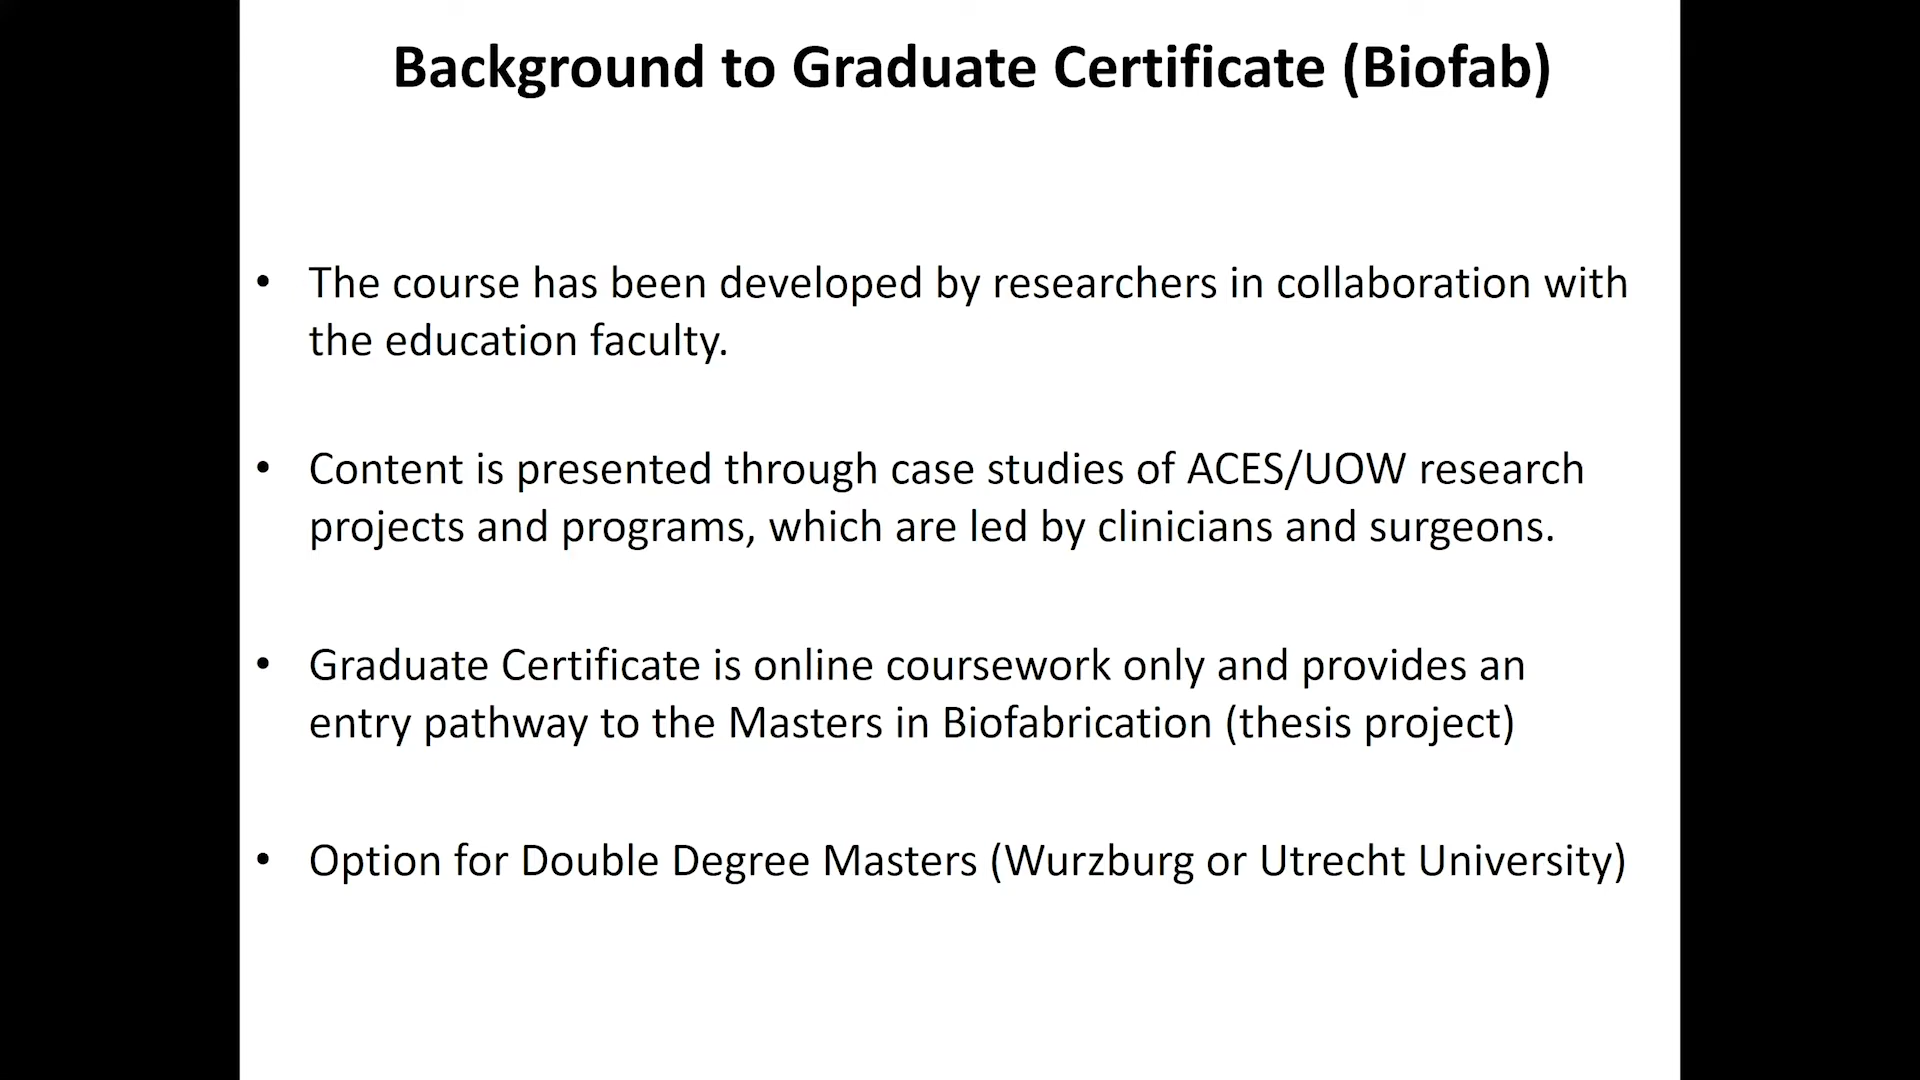 Background to Graduate Certificate (Biofab)
• The course has been developed by researchers in collaboration with
the education faculty.
• Content is presented through case studies of ACES/UOW research
projects and programs, which are led by clinicians and surgeons.
• Graduate Certificate is online coursework only and provides an
entry pathway to the Masters in Biofabrication (thesis project)
• Option for Double Degree Masters (Wurzburg or Utrecht University)